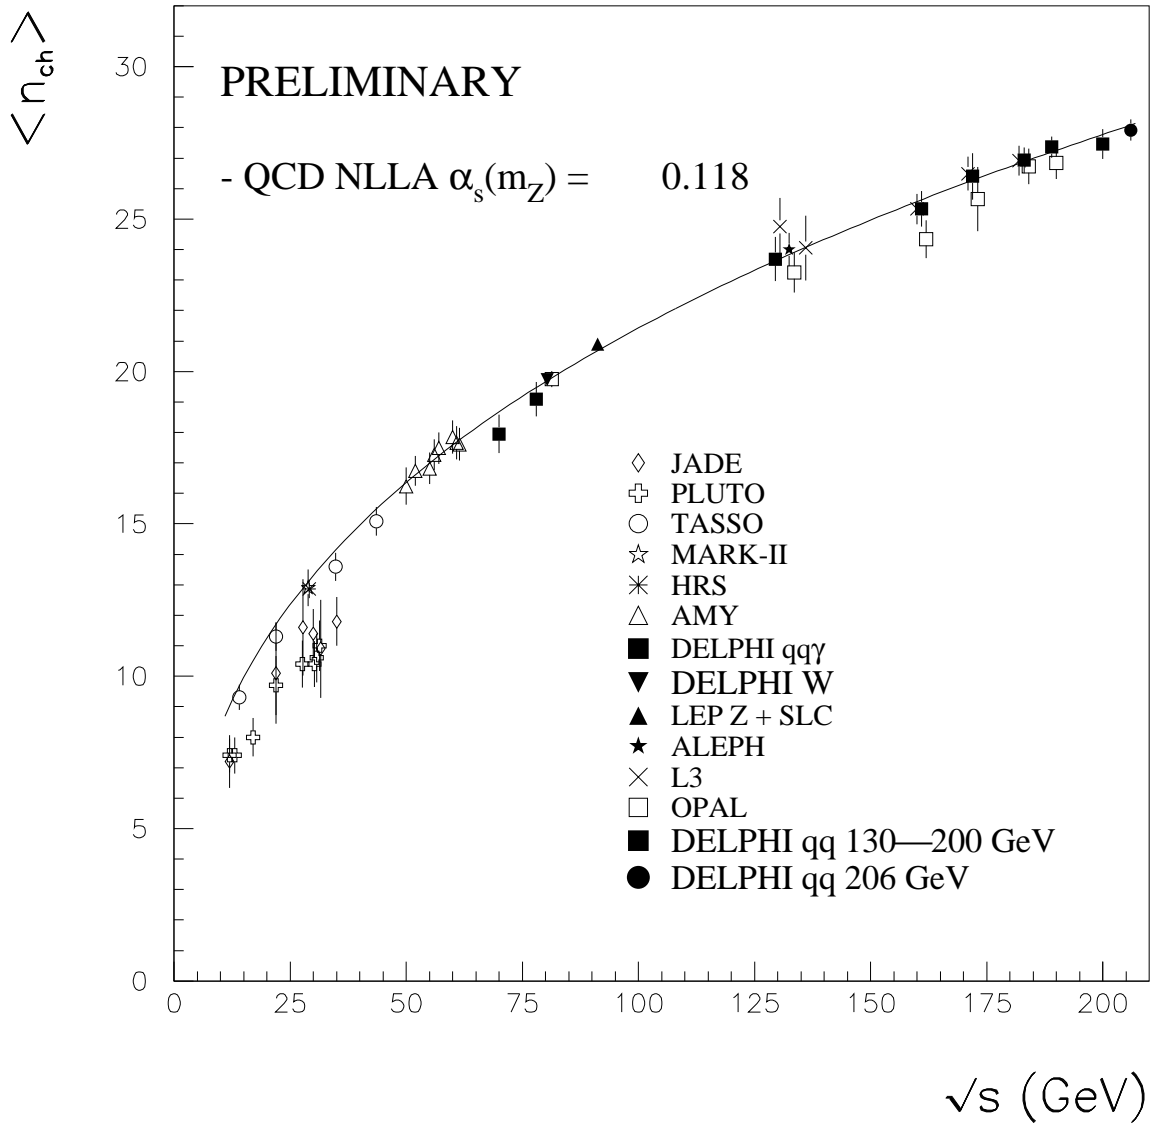 <n_ch>
PRELIMINARY
- QCD NLLA α_s(m_Z) = 0.118
30
25
20
15
10
5
0
JADE
PLUTO
TASSO
MARK-II
HRS
AMY
DELPHI qqγ
DELPHI W
LEP Z + SLC
ALEPH
L3
OPAL
DELPHI qq 130—200 GeV
DELPHI qq 206 GeV
0 25 50 75 100 125 150 175 200
√s (GeV)